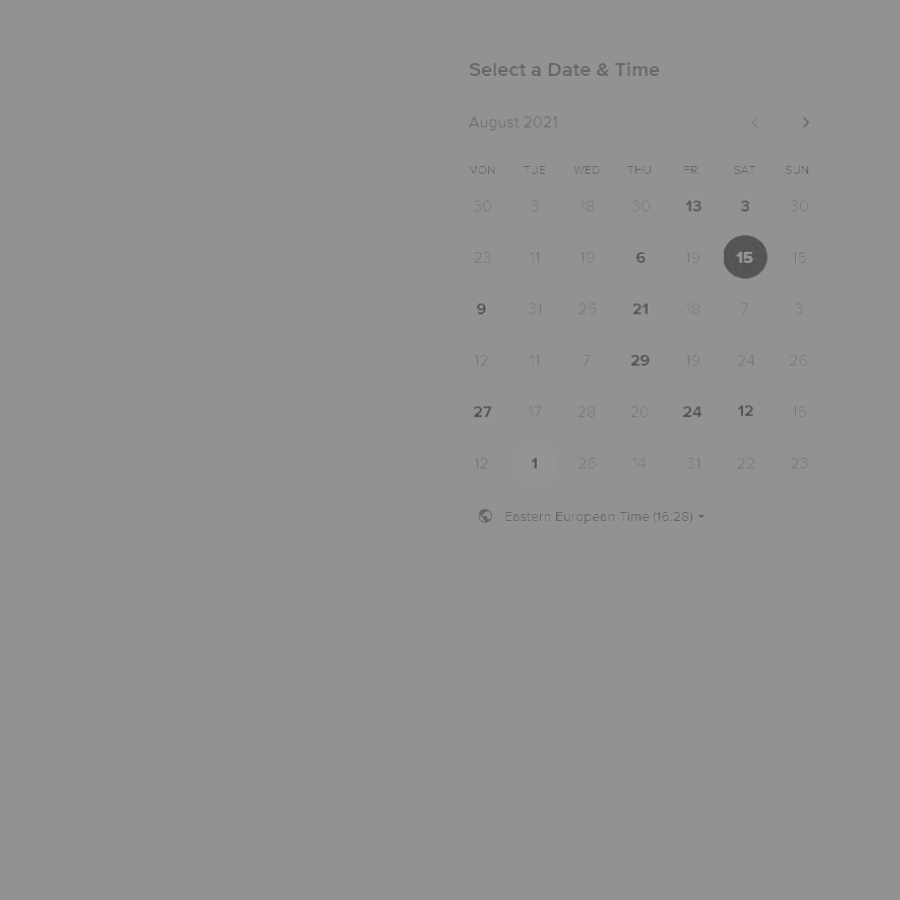 Select a Date & Time
August 2021
MON TUE WED THU FRI SAT SUN
30 3 18 30 13 3 30
23 11 19 6 19 15 16
9 31 25 21 18 7 3
12 11 7 29 19 24 26
27 17 28 20 24 12 16
12 1 26 14 31 22 23
Eastern European Time (16:28)